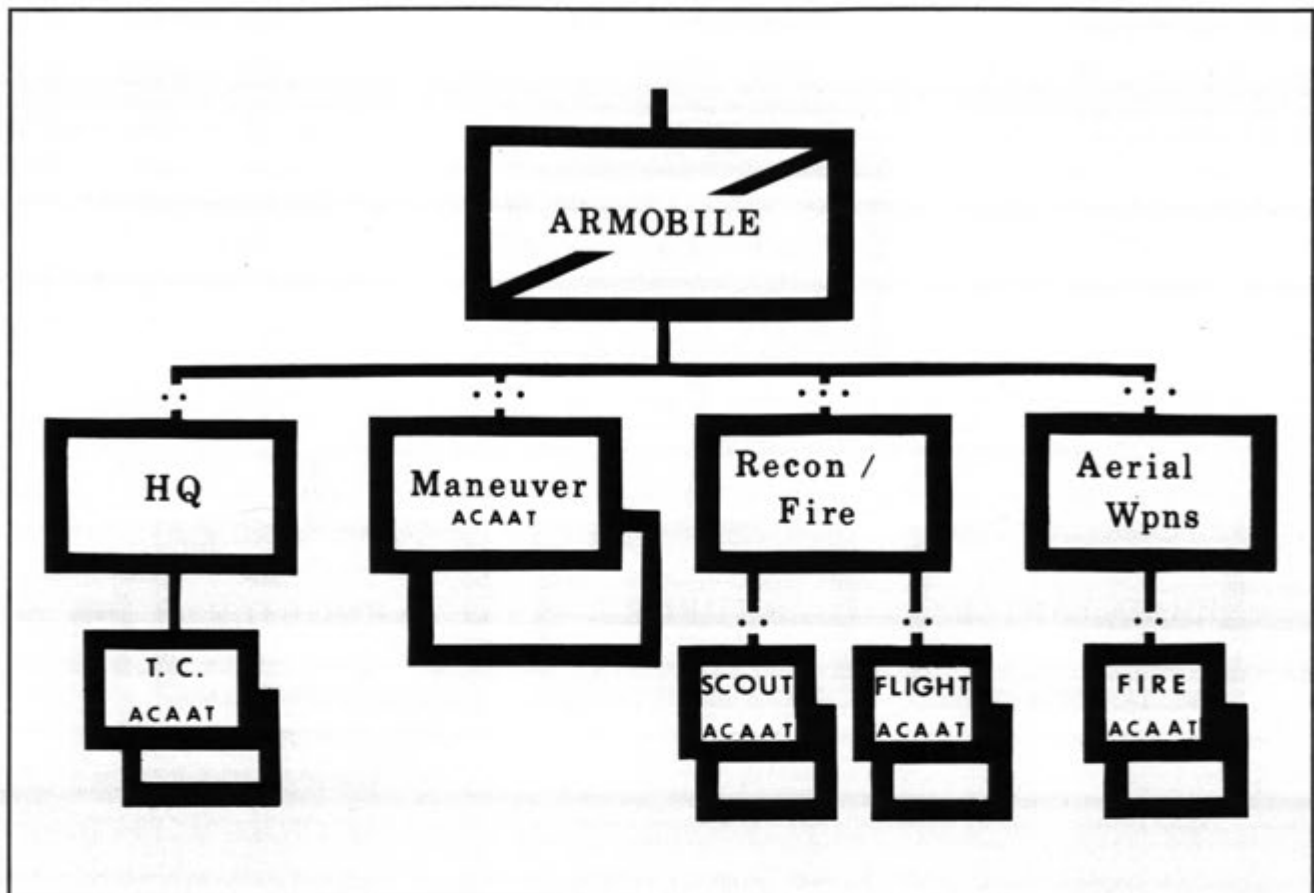 ARMOBILE
HQ
Maneuver
ACAAT
Recon /
Fire
Aerial
Wpns
T. C.
ACAAT
SCOUT
ACAAT
FLIGHT
ACAAT
FIRE
ACAAT